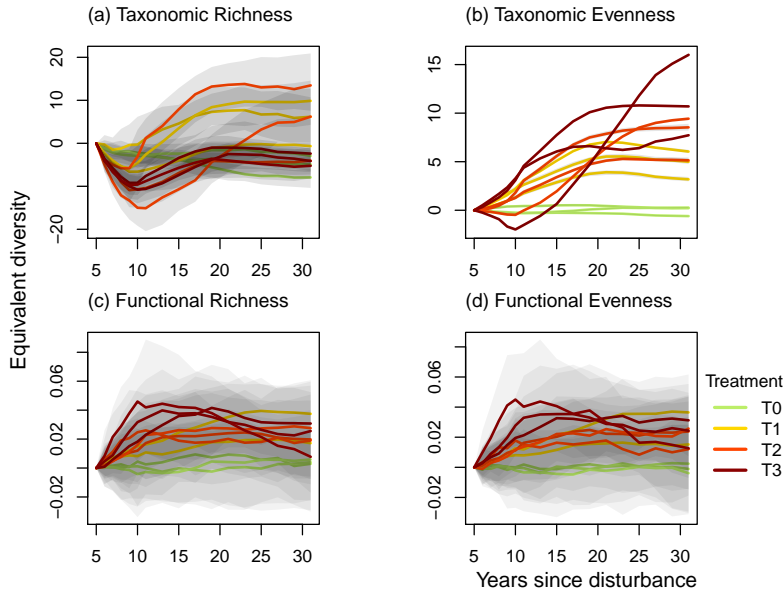 (a) Taxonomic Richness
(b) Taxonomic Evenness
20
10
0
−20
5 10 15 20 25 30
15
10
5
0
5 10 15 20 25 30
Equivalent diversity
(c) Functional Richness
(d) Functional Evenness
0.06
0.02
−0.02
5 10 15 20 25 30
0.06
0.02
−0.02
5 10 15 20 25 30
Treatment
T0
T1
T2
T3
Years since disturbance